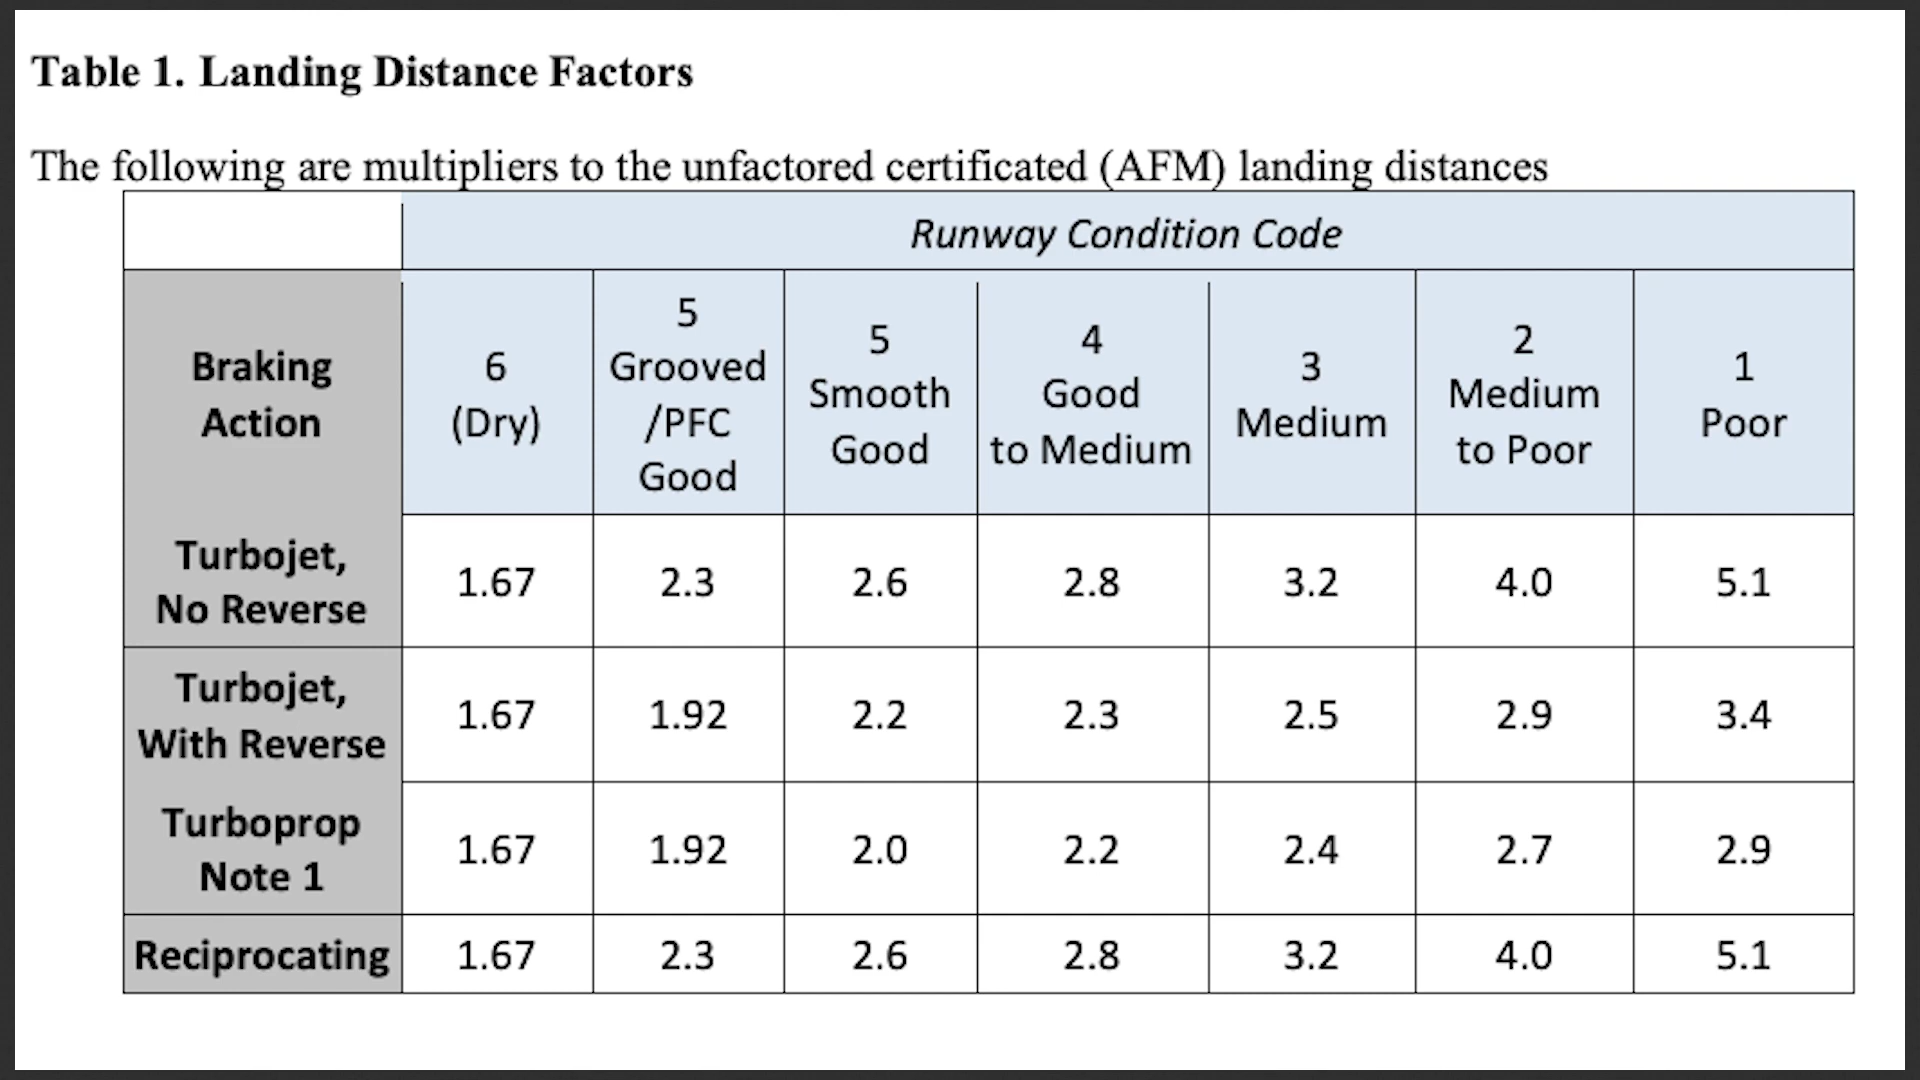 Table 1. Landing Distance Factors
The following are multipliers to the unfactored certificated (AFM) landing distances
Runway Condition Code
Braking
Action
6
(Dry)
5
Grooved
/PFC
Good
5
Smooth
Good
4
Good
to Medium
3
Medium
2
Medium
to Poor
1
Poor
Turbojet,
No Reverse
1.67 2.3 2.6 2.8 3.2 4.0 5.1
Turbojet,
With Reverse
1.67 1.92 2.2 2.3 2.5 2.9 3.4
Turboprop
Note 1
1.67 1.92 2.0 2.2 2.4 2.7 2.9
Reciprocating 1.67 2.3 2.6 2.8 3.2 4.0 5.1